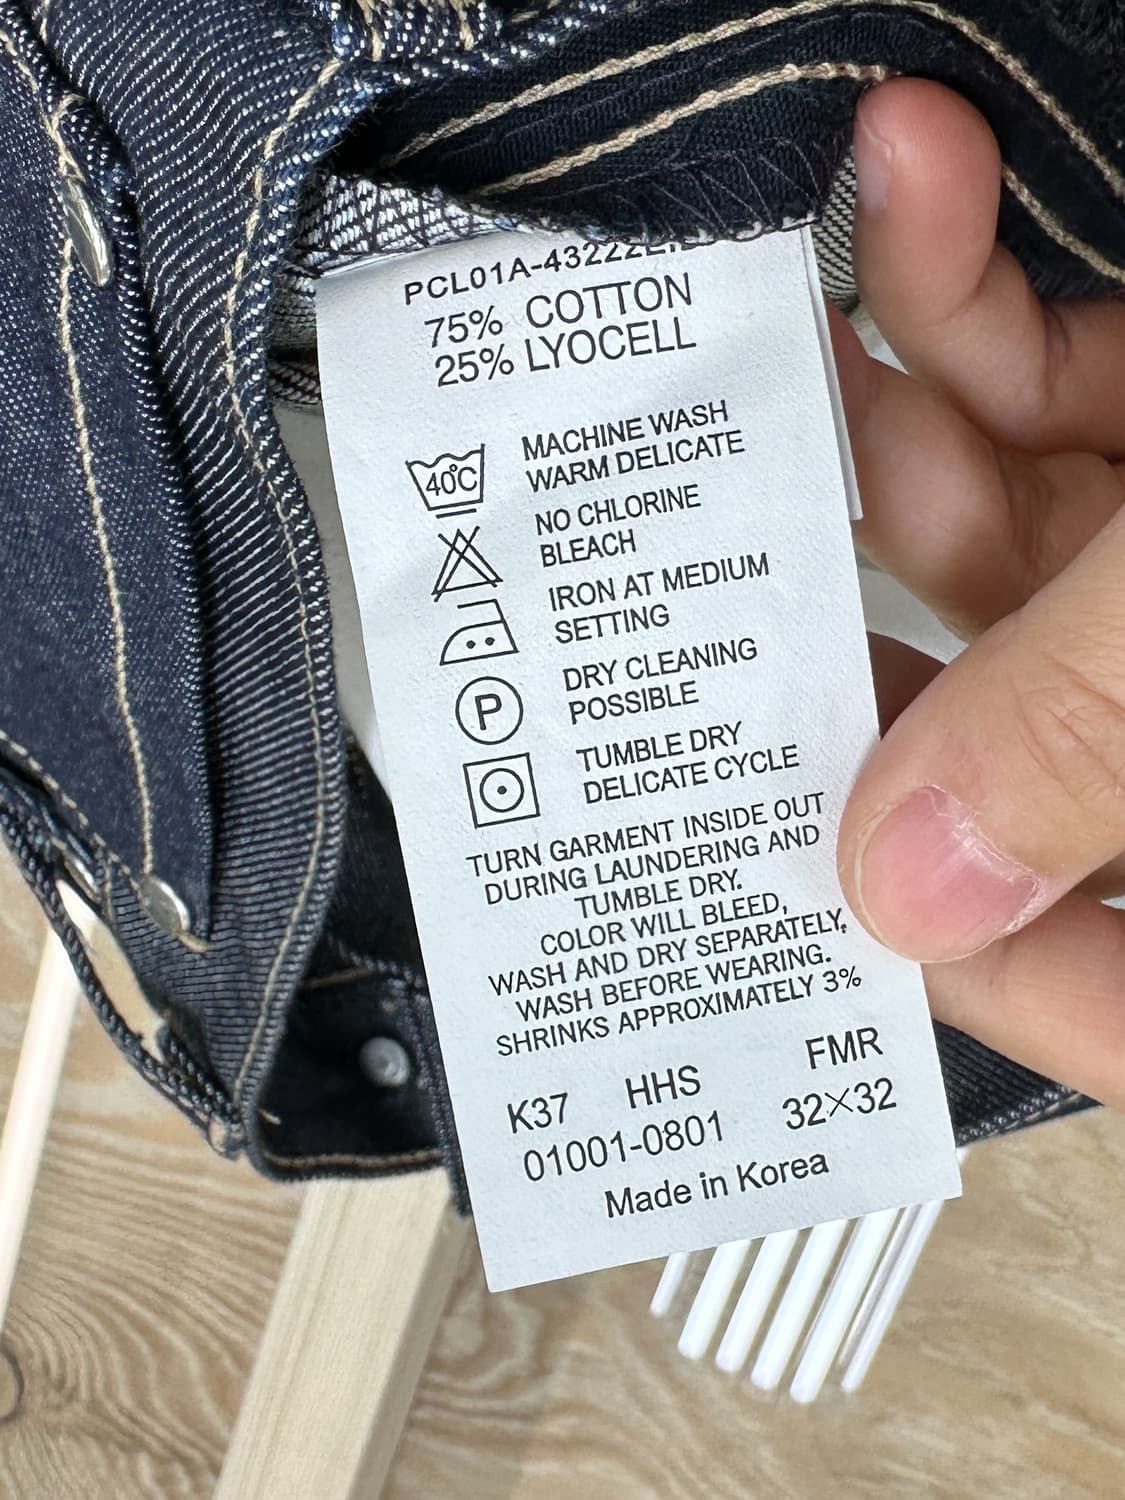 75% COTTON
25% LYOCELL
40°C
MACHINE WASH
WARM DELICATE
NO CHLORINE
BLEACH
IRON AT MEDIUM
SETTING
P
DRY CLEANING
POSSIBLE
TUMBLE DRY
DELICATE CYCLE
TURN GARMENT INSIDE OUT
DURING LAUNDERING AND
TUMBLE DRY.
COLOR WILL BLEED,
WASH AND DRY SEPARATELY,
WASH BEFORE WEARING.
SHRINKS APPROXIMATELY 3%
K37 HHS FMR
01001-0801 32×32
Made in Korea